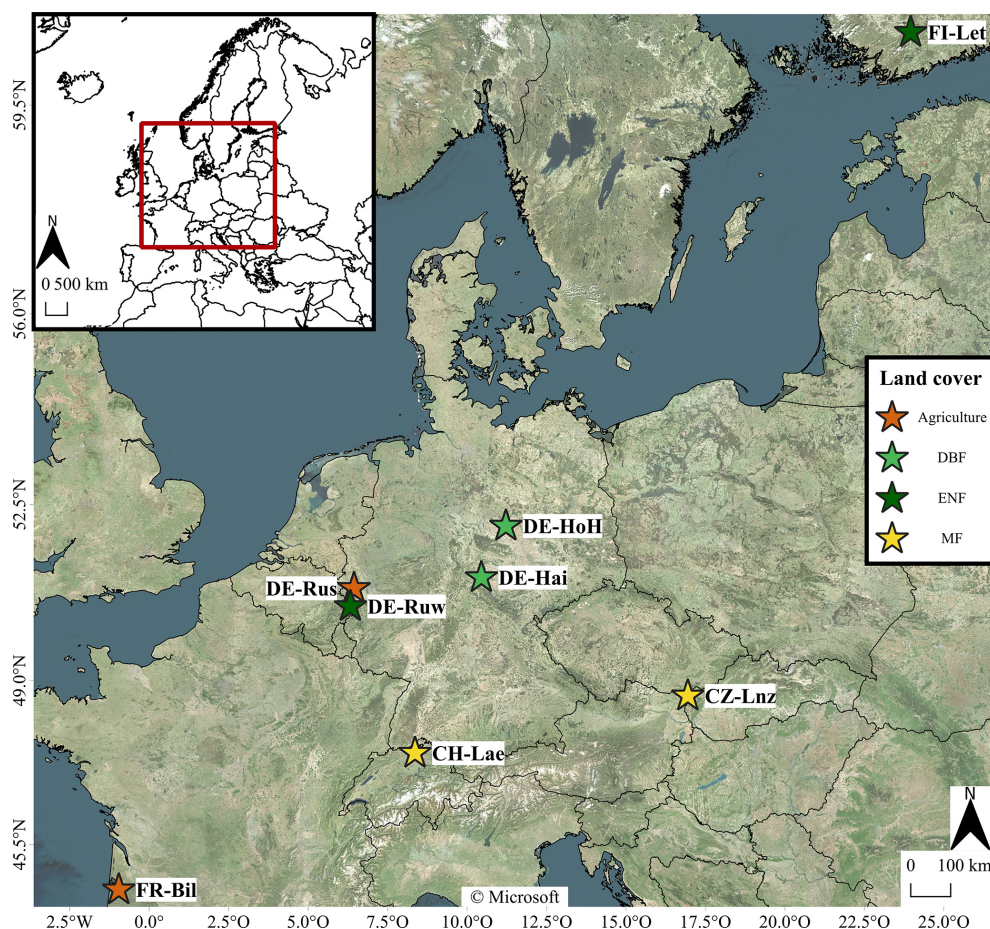 N
0 500 km
59.5°N
56.0°N
52.5°N
49.0°N
45.5°N
FI-Let
Land cover
Agriculture
DBF
ENF
MF
DE-HoH
DE-Hai
DE-Rus
DE-Ruw
CZ-Lnz
CH-Lae
FR-Bil
N
0 100 km
© Microsoft
2.5°W 0.0° 2.5°O 5.0°O 7.5°O 10.0°O 12.5°O 15.0°O 17.5°O 20.0°O 22.5°O 25.0°O